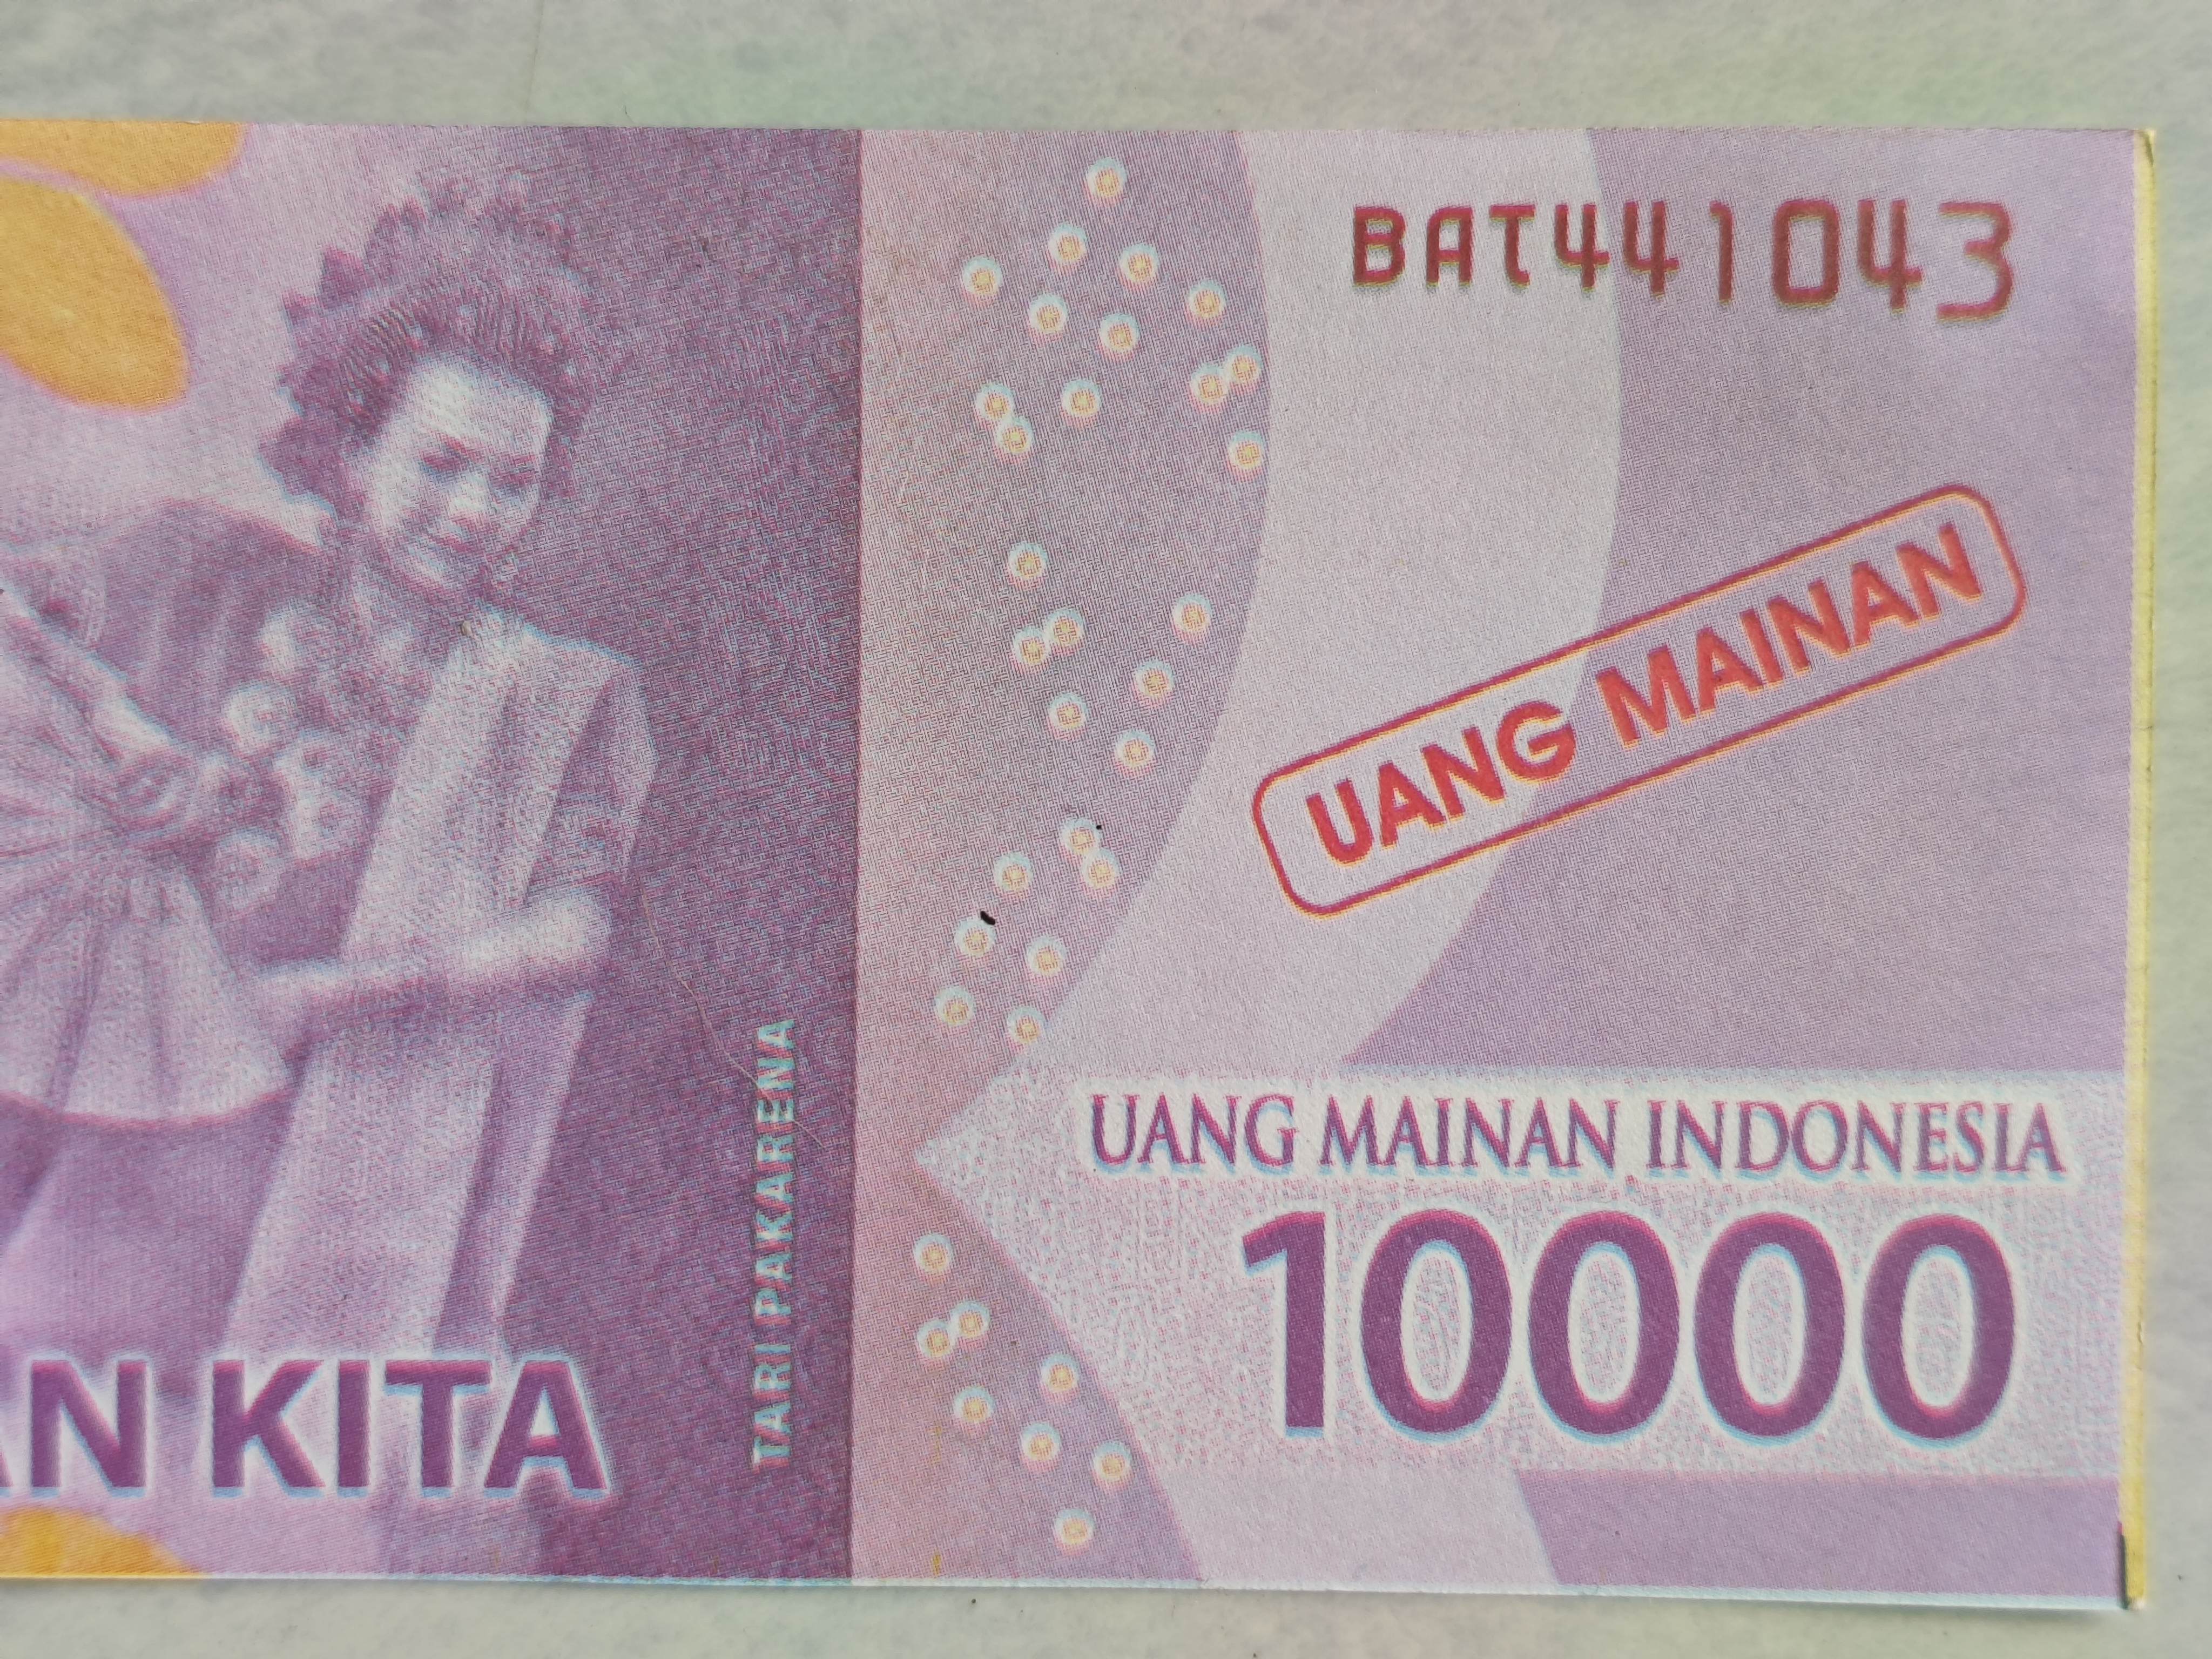 BAT441043
UANG MAINAN
TARI PAKARENA
UANG MAINAN INDONESIA
10000
AN KITA